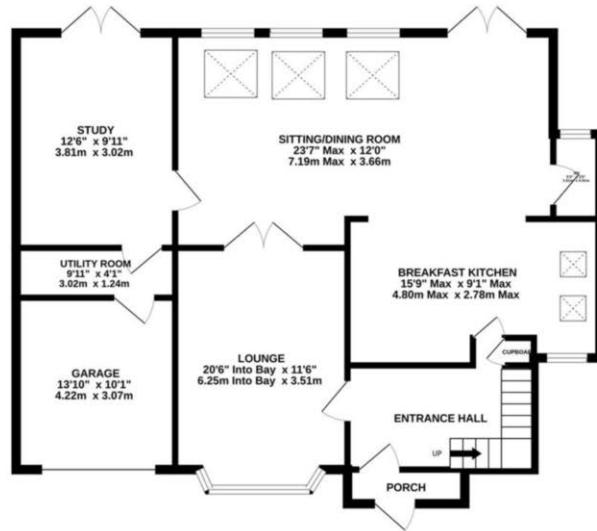 STUDY
12'6" x 9'11"
3.81m x 3.02m
SITTING/DINING ROOM
23'7" Max x 12'0"
7.19m Max x 3.66m
UTILITY ROOM
9'11" x 4'1"
3.02m x 1.24m
BREAKFAST KITCHEN
15'9" Max x 9'1" Max
4.80m Max x 2.78m Max
GARAGE
13'10" x 10'1"
4.22m x 3.07m
LOUNGE
20'6" Into Bay x 11'6"
6.25m Into Bay x 3.51m
CUPBOARD
ENTRANCE HALL
UP
PORCH